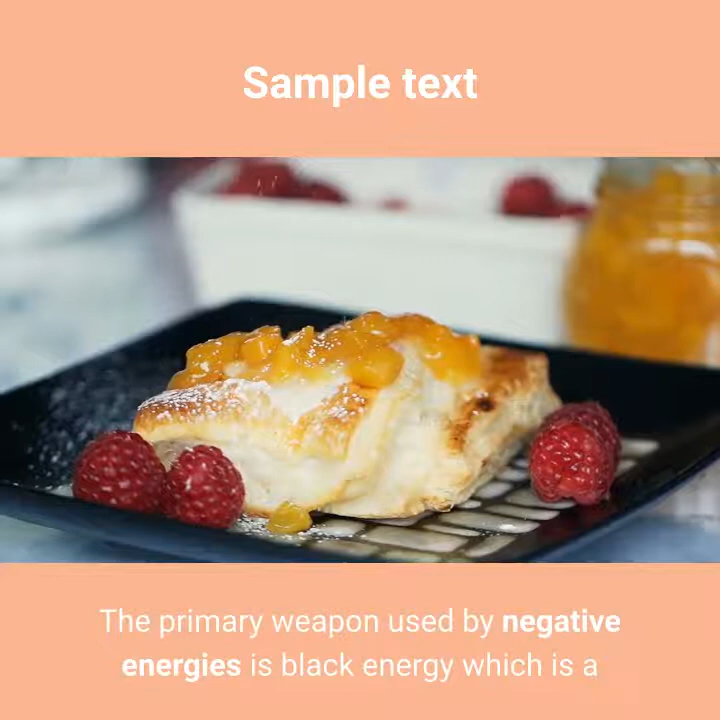 Sample text
The primary weapon used by negative
energies is black energy which is a